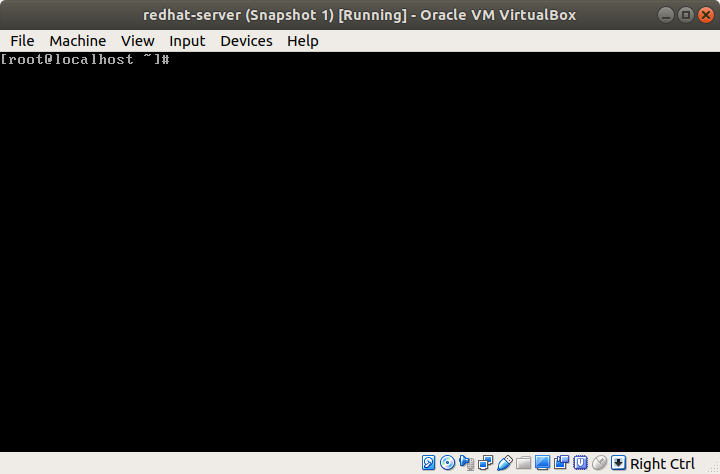 redhat-server (Snapshot 1) [Running] - Oracle VM VirtualBox
File Machine View Input Devices Help
[root@localhost ~]#
Right Ctrl